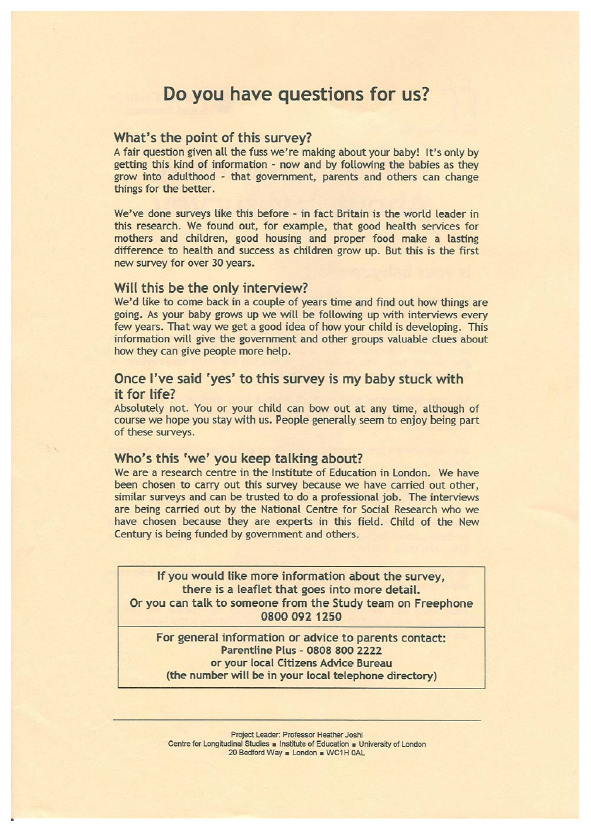 Do you have questions for us?
What's the point of this survey?
A fair question given all the fuss we're making about your baby! It's only by
getting this kind of information - now and by following the babies as they
grow into adulthood - that government, parents and others can change
things for the better.
We've done surveys like this before - in fact Britain is the world leader in
this research. We found out, for example, that good health services for
mothers and children, good housing and proper food make a lasting
difference to health and success as children grow up. But this is the first
new survey for over 30 years.
Will this be the only interview?
We'd like to come back in a couple of years time and find out how things are
going. As your baby grows up we will be following up with interviews every
few years. That way we get a good idea of how your child is developing. This
information will give the government and other groups valuable clues about
how they can give people more help.
Once I've said 'yes' to this survey is my baby stuck with
it for life?
Absolutely not. You or your child can bow out at any time, although of
course we hope you stay with us. People generally seem to enjoy being part
of these surveys.
Who's this 'we' you keep talking about?
We are a research centre in the Institute of Education in London. We have
been chosen to carry out this survey because we have carried out other,
similar surveys and can be trusted to do a professional job. The interviews
are being carried out by the National Centre for Social Research who we
have chosen because they are experts in this field. Child of the New
Century is being funded by government and others.
If you would like more information about the survey,
there is a leaflet that goes into more detail.
Or you can talk to someone from the Study team on Freephone
0800 092 1250
For general information or advice to parents contact:
Parentline Plus - 0808 800 2222
or your local Citizens Advice Bureau
(the number will be in your local telephone directory)
Project Leader: Professor Heather Joshi
Centre for Longitudinal Studies ■ Institute of Education ■ University of London
20 Bedford Way ■ London ■ WC1H 0AL